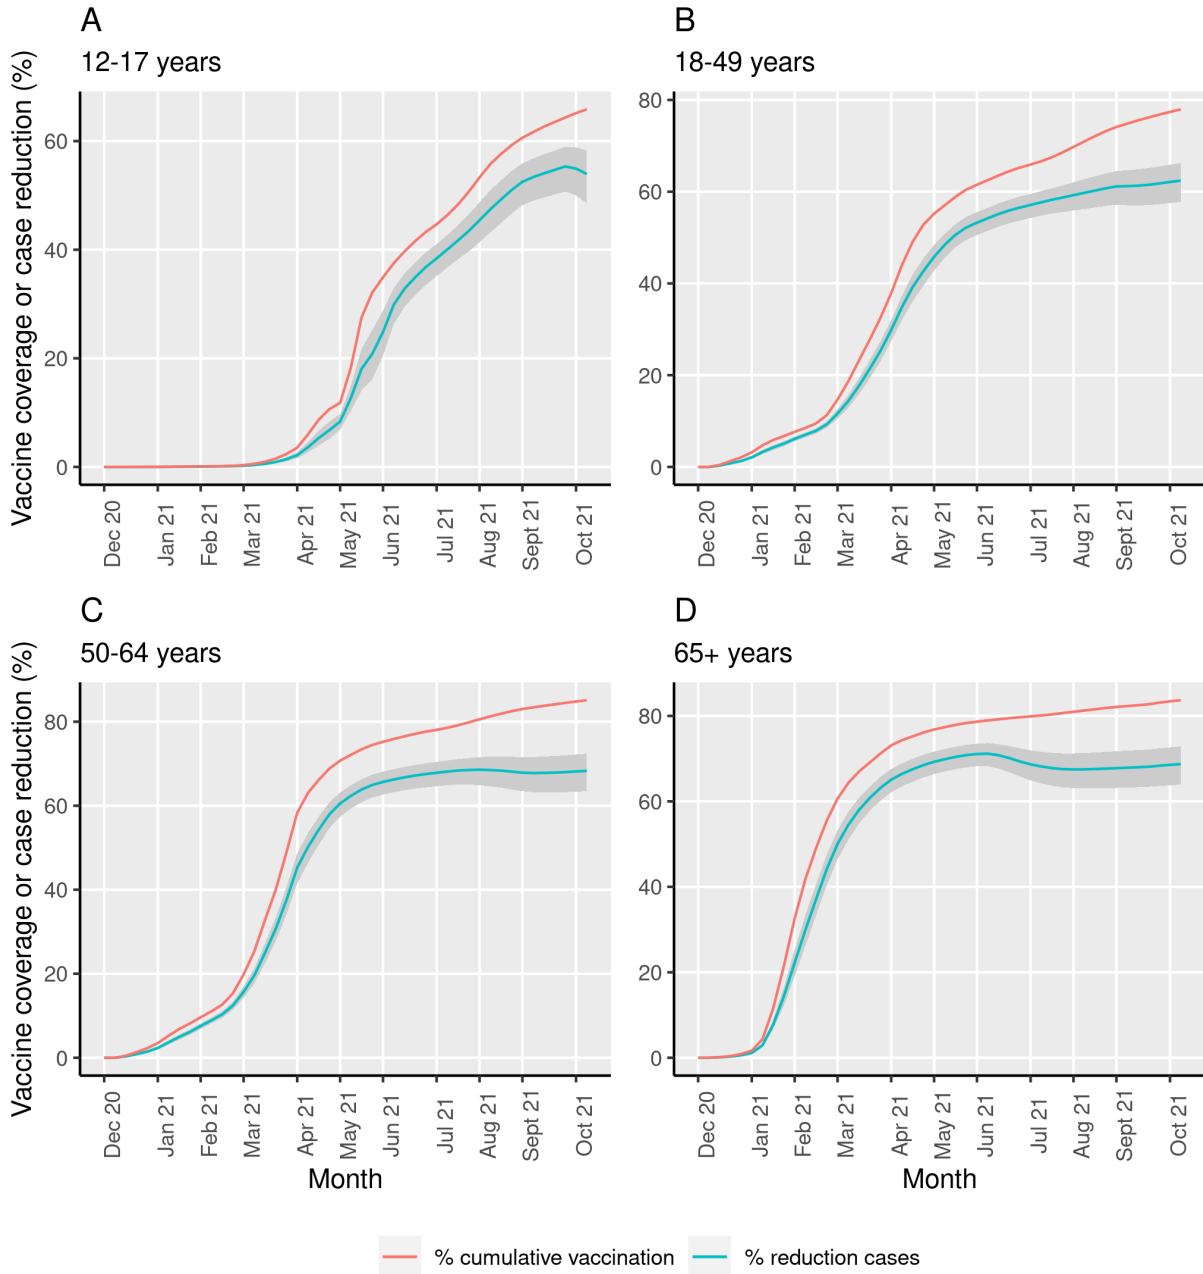 A
12-17 years
Vaccine coverage or case reduction (%)
60
40
20
0
Dec 20
Jan 21
Feb 21
Mar 21
Apr 21
May 21
Jun 21
Jul 21
Aug 21
Sept 21
Oct 21
B
18-49 years
80
60
40
20
0
Dec 20
Jan 21
Feb 21
Mar 21
Apr 21
May 21
Jun 21
Jul 21
Aug 21
Sept 21
Oct 21
C
50-64 years
Vaccine coverage or case reduction (%)
80
60
40
20
0
Dec 20
Jan 21
Feb 21
Mar 21
Apr 21
May 21
Jun 21
Jul 21
Aug 21
Sept 21
Oct 21
Month
D
65+ years
80
60
40
20
0
Dec 20
Jan 21
Feb 21
Mar 21
Apr 21
May 21
Jun 21
Jul 21
Aug 21
Sept 21
Oct 21
Month
% cumulative vaccination
% reduction cases